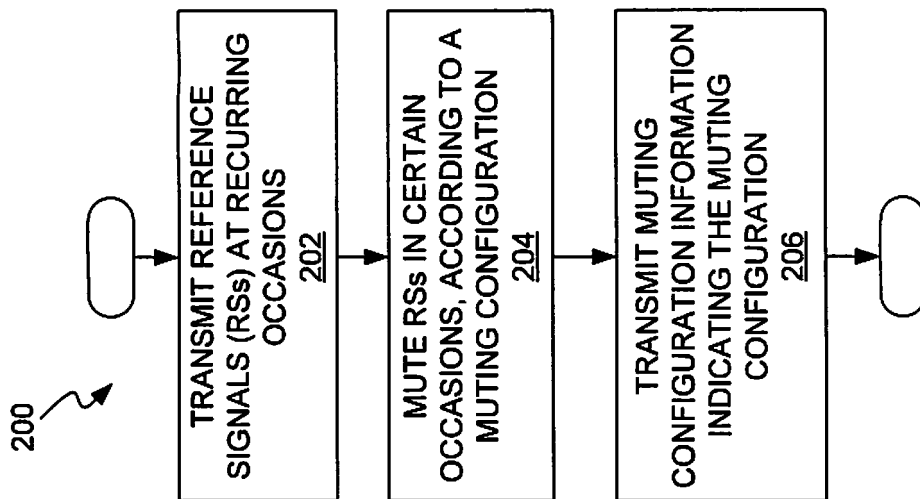 200
TRANSMIT REFERENCE
SIGNALS (RSs) AT RECURRING
OCCASIONS
202
MUTE RSs IN CERTAIN
OCCASIONS, ACCORDING TO A
MUTING CONFIGURATION
204
TRANSMIT MUTING
CONFIGURATION INFORMATION
INDICATING THE MUTING
CONFIGURATION
206